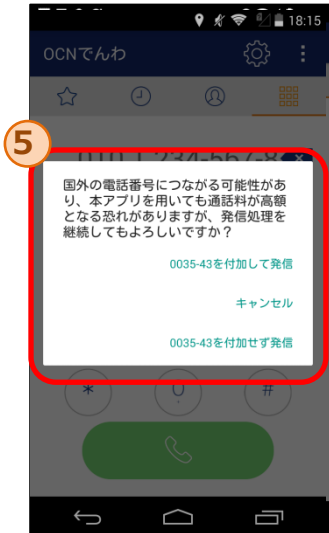 18:15
OCNでんわ
5
国外の電話番号につながる可能性があ
り、本アプリを用いても通話料が高額
となる恐れがありますが、発信処理を
継続してもよろしいですか？
0035-43を付加して発信
キャンセル
0035-43を付加せず発信
* 0 #